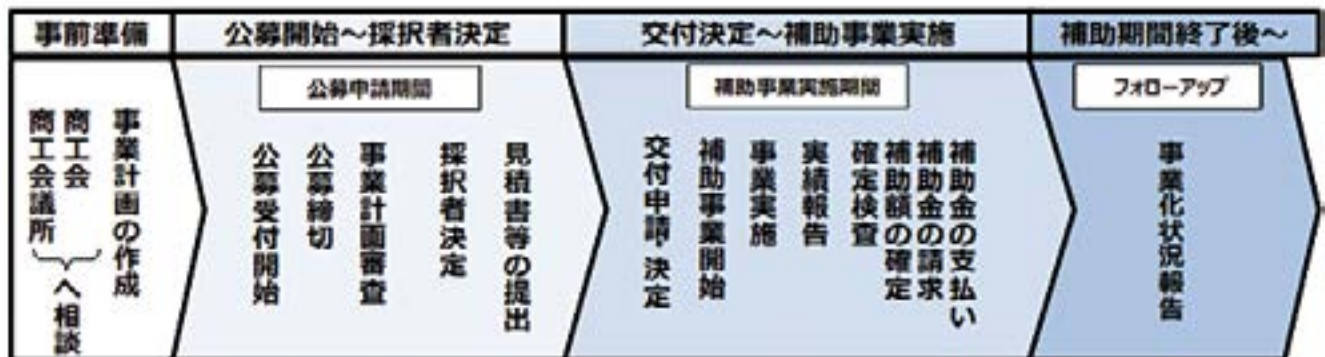 事前準備
商工会議所
商工会
へ相談
事業計画の作成
公募開始～採択者決定
公募申請期間
公募受付開始
公募締切
事業計画審査
採択者決定
見積書等の提出
交付決定～補助事業実施
補助事業実施期間
交付申請・決定
補助事業開始
事業実施
実績報告
確定検査
補助額の確定
補助金の請求
補助金の支払い
補助期間終了後～
フォローアップ
事業化状況報告